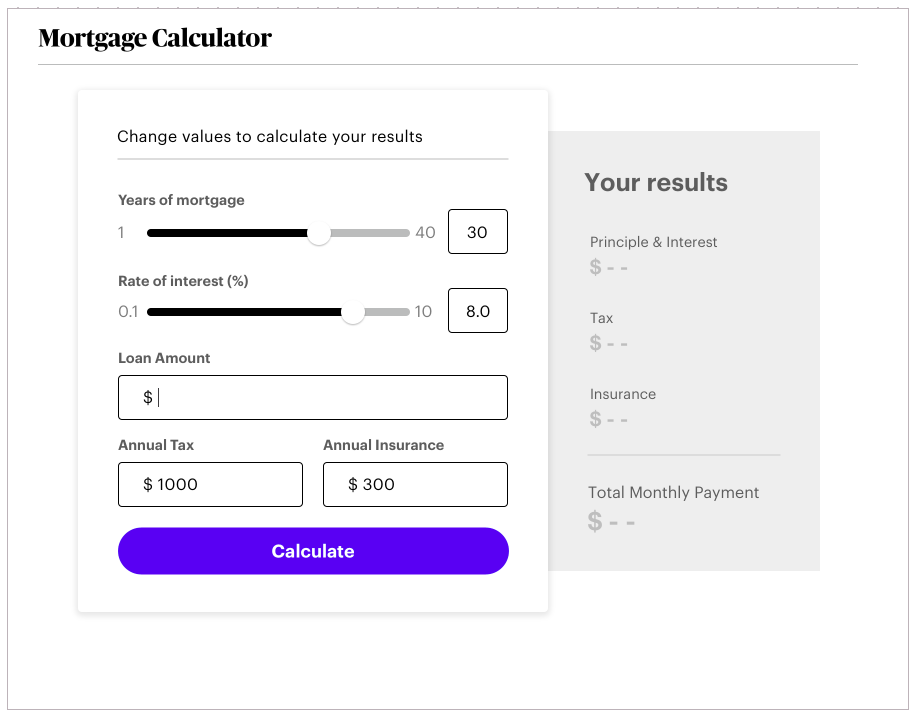 Mortgage Calculator
Change values to calculate your results
Years of mortgage
1 40 30
Rate of interest (%)
0.1 10 8.0
Loan Amount
$
Annual Tax Annual Insurance
$ 1000 $ 300
Calculate
Your results
Principle & Interest
$ - -
Tax
$ - -
Insurance
$ - -
Total Monthly Payment
$ - -